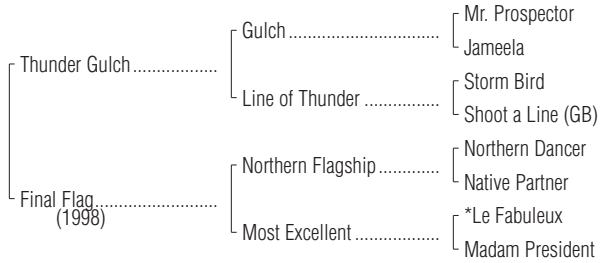 Mr. Prospector
Gulch
Jameela
Thunder Gulch
Storm Bird
Line of Thunder
Shoot a Line (GB)
Northern Dancer
Northern Flagship
Native Partner
Final Flag
(1998)
*Le Fabuleux
Most Excellent
Madam President